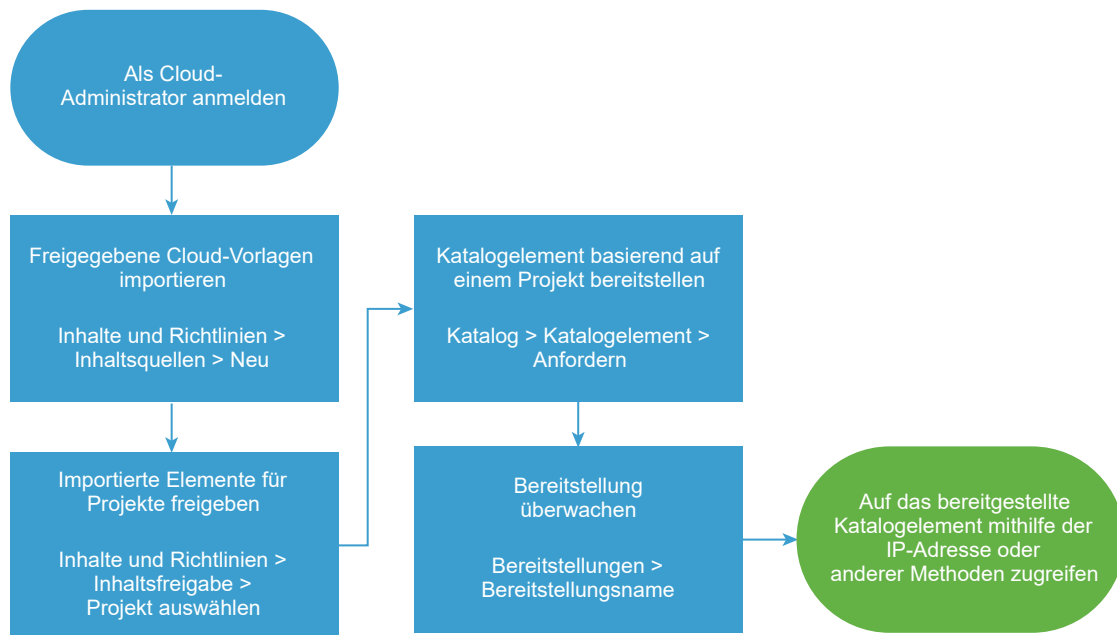 Als Cloud-
Administrator anmelden
Freigegebene Cloud-Vorlagen
importieren
Inhalte und Richtlinien >
Inhaltsquellen > Neu
Importierte Elemente für
Projekte freigeben
Inhalte und Richtlinien >
Inhaltsfreigabe >
Projekt auswählen
Katalogelement basierend auf
einem Projekt bereitstellen
Katalog > Katalogelement >
Anfordern
Bereitstellung
überwachen
Bereitstellungen >
Bereitstellungsname
Auf das bereitgestellte
Katalogelement mithilfe der
IP-Adresse oder
anderer Methoden zugreifen